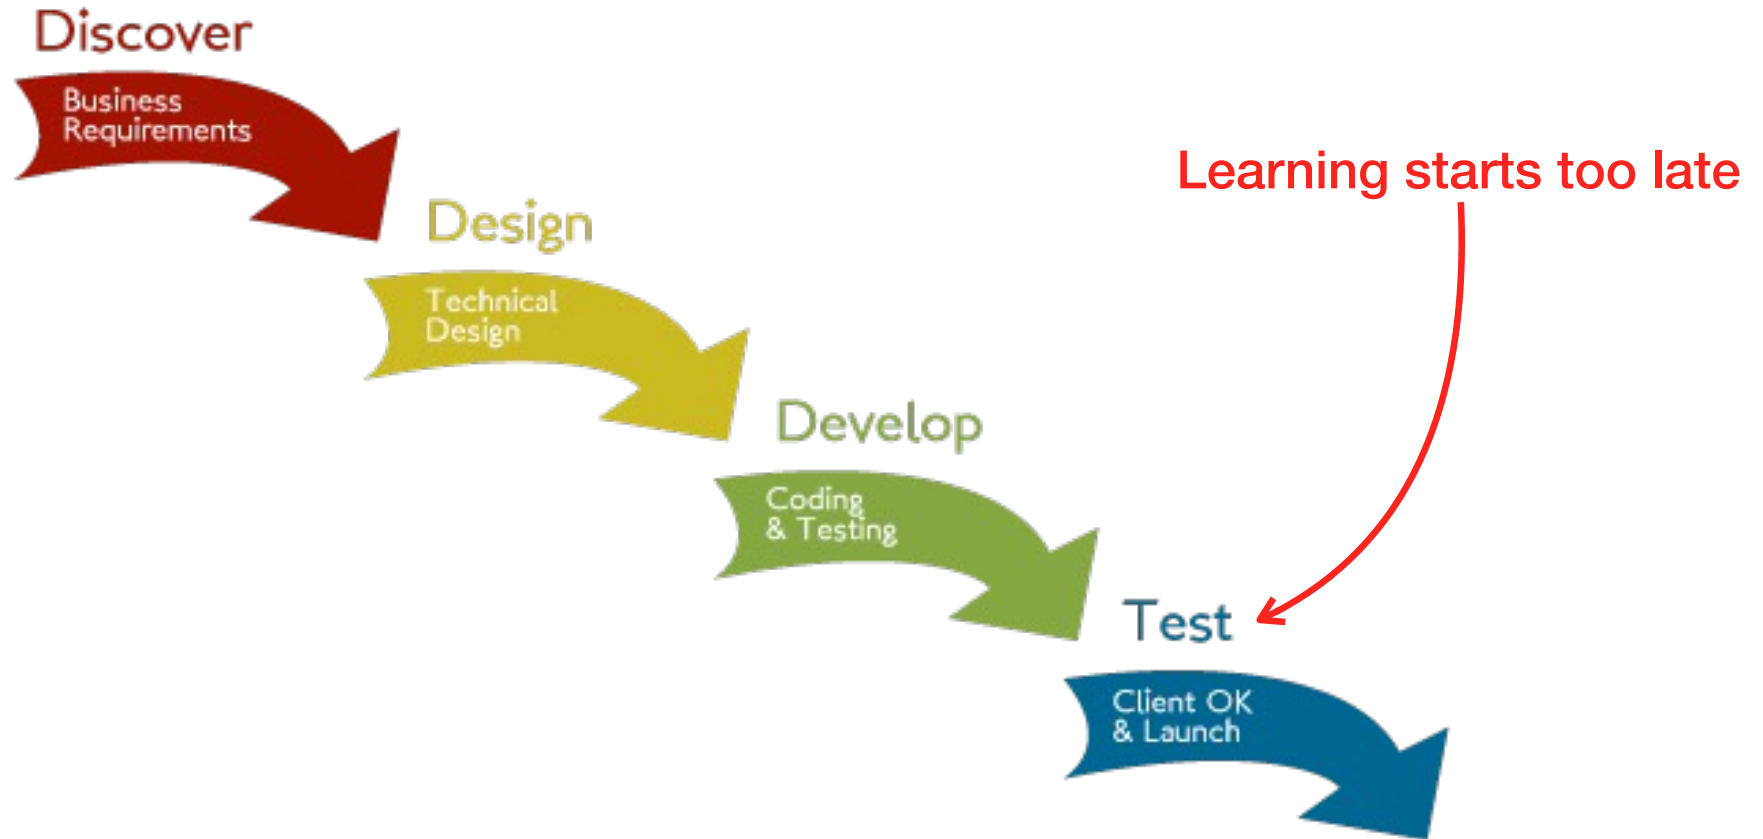 Discover
Business
Requirements
Learning starts too late
Design
Technical
Design
Develop
Coding
& Testing
Test
Client OK
& Launch